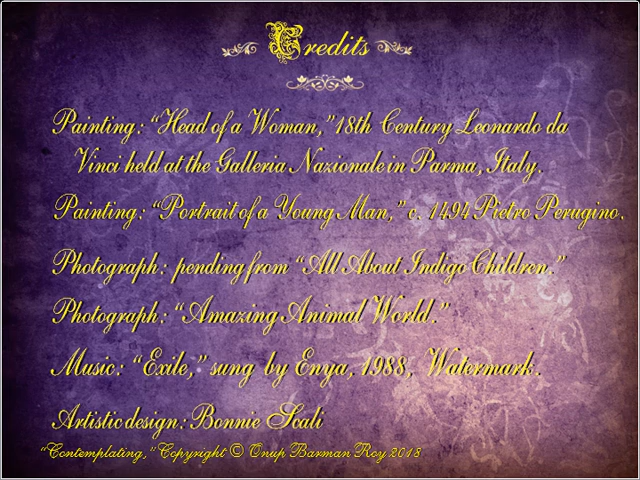 Credits
Painting: “Head of a Woman,” 18th Century Leonardo da
Vinci held at the Galleria Nazionale in Parma, Italy.
Painting: “Portrait of a Young Man,” c. 1494 Pietro Perugino.
Photograph: pending from “All About Indigo Children.”
Photograph: “Amazing Animal World.”
Music: “Exile,” sung by Enya, 1988, Watermark.
Artistic design: Bonnie Scali
“Contemplating,” Copyright © Onup Barman Roy 2018